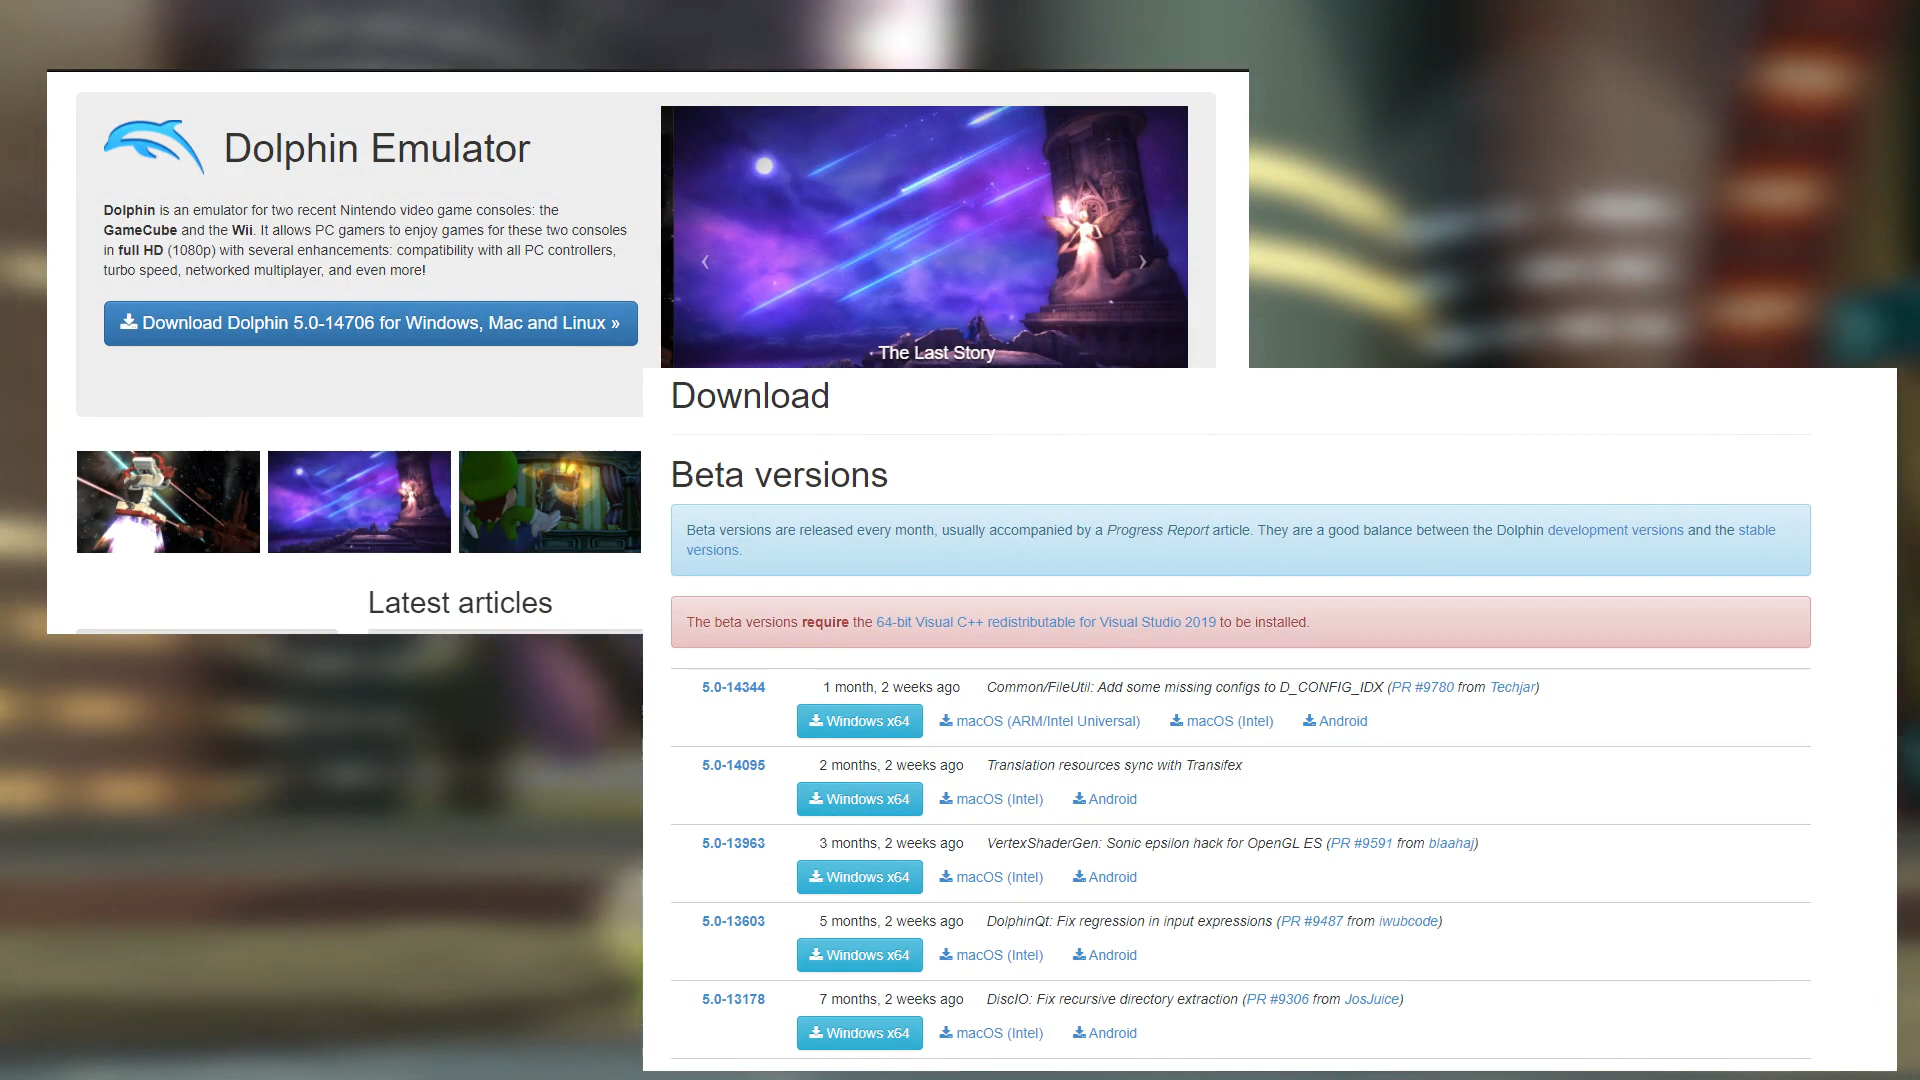 Dolphin Emulator
Dolphin is an emulator for two recent Nintendo video game consoles: the
GameCube and the Wii. It allows PC gamers to enjoy games for these two consoles
in full HD (1080p) with several enhancements: compatibility with all PC controllers,
turbo speed, networked multiplayer, and even more!
Download Dolphin 5.0-14706 for Windows, Mac and Linux »
The Last Story
Latest articles
Download
Beta versions
Beta versions are released every month, usually accompanied by a Progress Report article. They are a good balance between the Dolphin development versions and the stable
versions.
The beta versions require the 64-bit Visual C++ redistributable for Visual Studio 2019 to be installed.
5.0-14344 1 month, 2 weeks ago Common/FileUtil: Add some missing configs to D_CONFIG_IDX (PR #9780 from Techjar)
Windows x64 macOS (ARM/Intel Universal) macOS (Intel) Android
5.0-14095 2 months, 2 weeks ago Translation resources sync with Transifex
Windows x64 macOS (Intel) Android
5.0-13963 3 months, 2 weeks ago VertexShaderGen: Sonic epsilon hack for OpenGL ES (PR #9591 from blaahaj)
Windows x64 macOS (Intel) Android
5.0-13603 5 months, 2 weeks ago DolphinQt: Fix regression in input expressions (PR #9487 from iwubcode)
Windows x64 macOS (Intel) Android
5.0-13178 7 months, 2 weeks ago DiscIO: Fix recursive directory extraction (PR #9306 from JosJuice)
Windows x64 macOS (Intel) Android